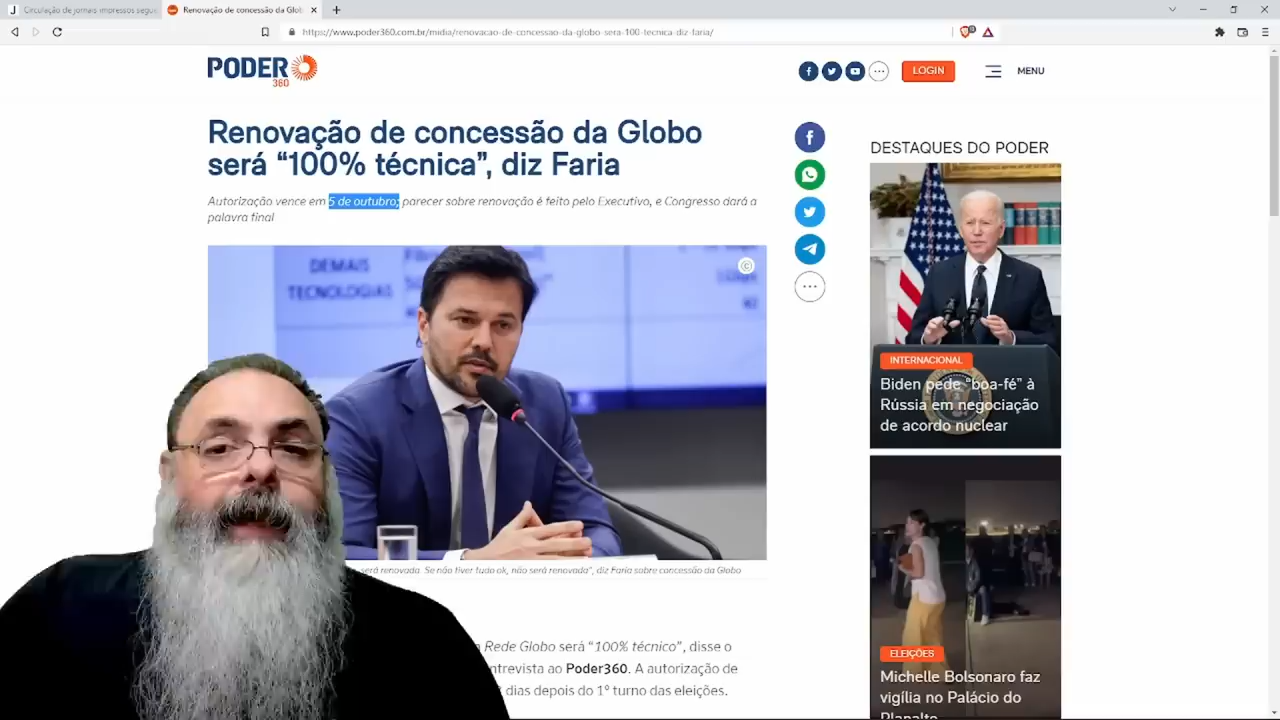 Circulação de jornais impressos segue
Renovação de concessão da Glob
https://www.poder360.com.br/midia/renovacao-de-concessao-da-globo-sera-100-tecnica-diz-faria/
PODER
360
LOGIN
MENU
Renovação de concessão da Globo
será “100% técnica”, diz Faria
Autorização vence em 5 de outubro; parecer sobre renovação é feito pelo Executivo, e Congresso dará a
palavra final
DEMAIS
TECNOLOGIAS
será renovada. Se não tiver tudo ok, não será renovada”, diz Faria sobre concessão da Globo
Rede Globo será “100% técnico”, disse o
ntrevista ao Poder360. A autorização de
dias depois do 1º turno das eleições.
DESTAQUES DO PODER
INTERNACIONAL
Biden pede “boa-fé” à
Rússia em negociação
de acordo nuclear
ELEIÇÕES
Michelle Bolsonaro faz
vigília no Palácio do
Planalto